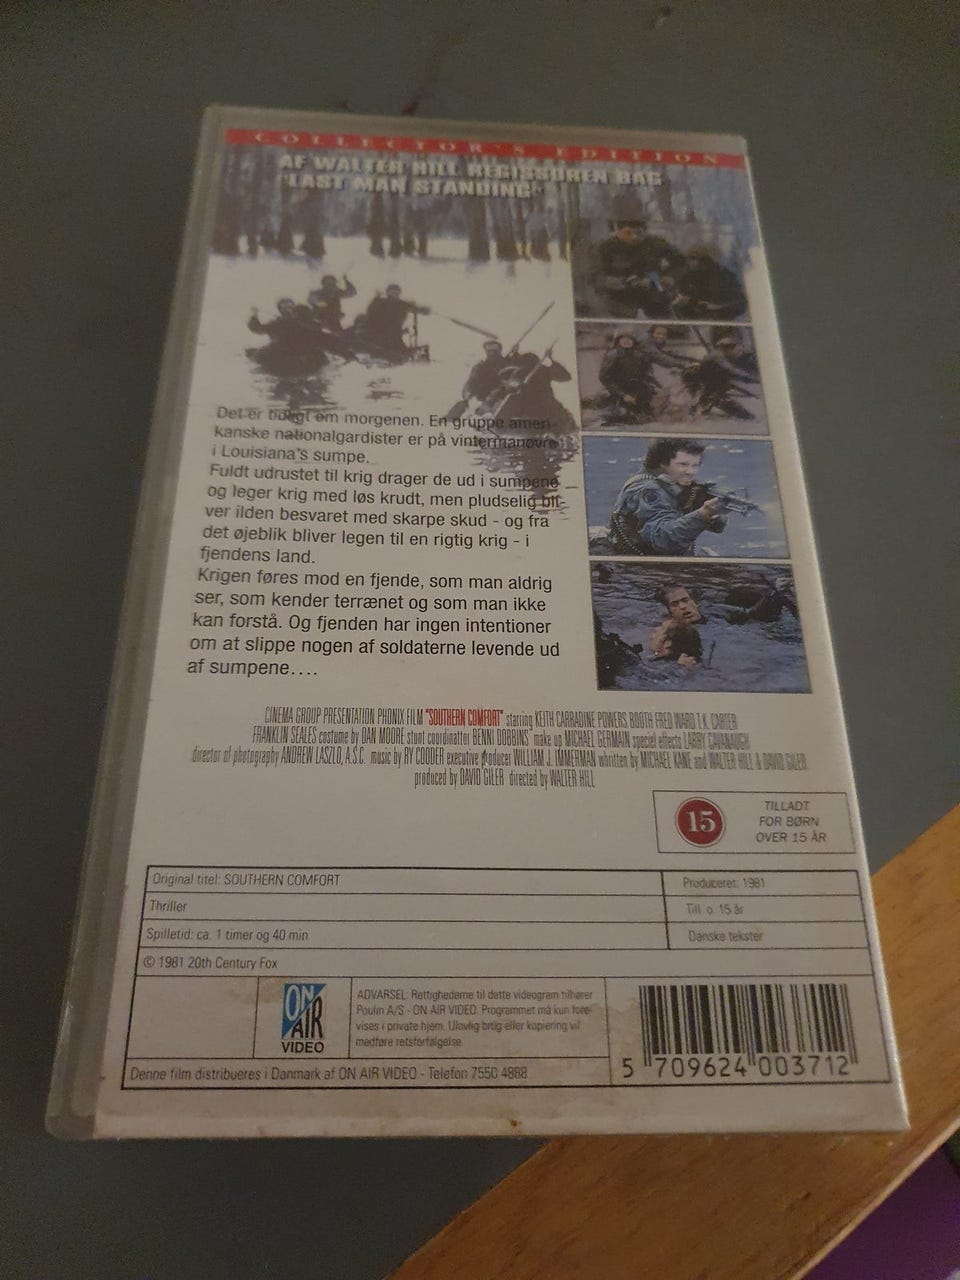 COLLECTOR'S EDITION
AF WALTER HILL REGISSØREN BAG
"LAST MAN STANDING"
Det er tidligt om morgenen. En gruppe ameri-
kanske nationalgardister er på vintermanøvre
i Louisiana's sumpe.
Fuldt udrustet til krig drager de ud i sumpene
og leger krig med løs krudt, men pludselig bli-
ver ilden besvaret med skarpe skud - og fra
det øjeblik bliver legen til en rigtig krig - i
fjendens land.
Krigen føres mod en fjende, som man aldrig
ser, som kender terrænet og som man ikke
kan forstå. Og fjenden har ingen intentioner
om at slippe nogen af soldaterne levende ud
af sumpene....
CINEMA GROUP PRESENTATION PHONIX FILM "SOUTHERN COMFORT" starring KEITH CARRADINE POWERS BOOTH FRED WARD T.K. CARTER
FRANKLIN SEALES costume by DAN MOORE stunt coordinattor BENNI DOBBINS' make up MICHAEL GERMAIN special effects LARRY CAVANAUGH
director of photography ANDREW LASZLO, A.S.C. music by RY COODER executive producer WILLIAM J. IMMERMAN whritten by MICHAEL KANE and WALTER HILL & DAVID GILER
produced by DAVID GILER directed by WALTER HILL
15
TILLADT
FOR BØRN
OVER 15 ÅR
Original titel: SOUTHERN COMFORT
Produceret: 1981
Thriller
Till. o. 15 år
Spilletid: ca. 1 timer og 40 min
Danske tekster
© 1981 20th Century Fox
ON
AIR
VIDEO
ADVARSEL: Rettighederne til dette videogram tilhører
Poulin A/S - ON AIR VIDEO. Programmet må kun fore-
vises i private hjem. Ulovlig brug eller kopiering vil
medføre retsforfølgelse.
5 709624 003712
Denne film distribueres i Danmark af ON AIR VIDEO - Telefon 7550 4888